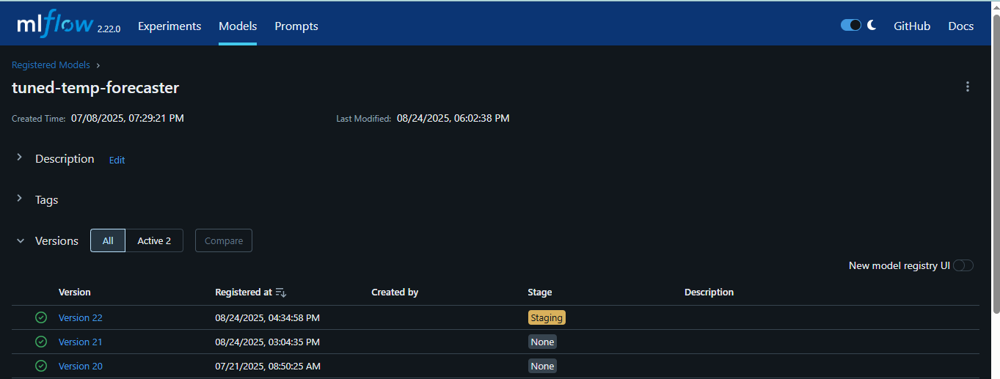 mlflow 2.22.0 Experiments Models Prompts GitHub Docs
Registered Models
tuned-temp-forecaster
Created Time: 07/08/2025, 07:29:21 PM Last Modified: 08/24/2025, 06:02:38 PM
Description Edit
Tags
Versions All Active 2 Compare
New model registry UI
Version Registered at Created by Stage Description
Version 22 08/24/2025, 04:34:58 PM Staging
Version 21 08/24/2025, 03:04:35 PM None
Version 20 07/21/2025, 08:50:25 AM None